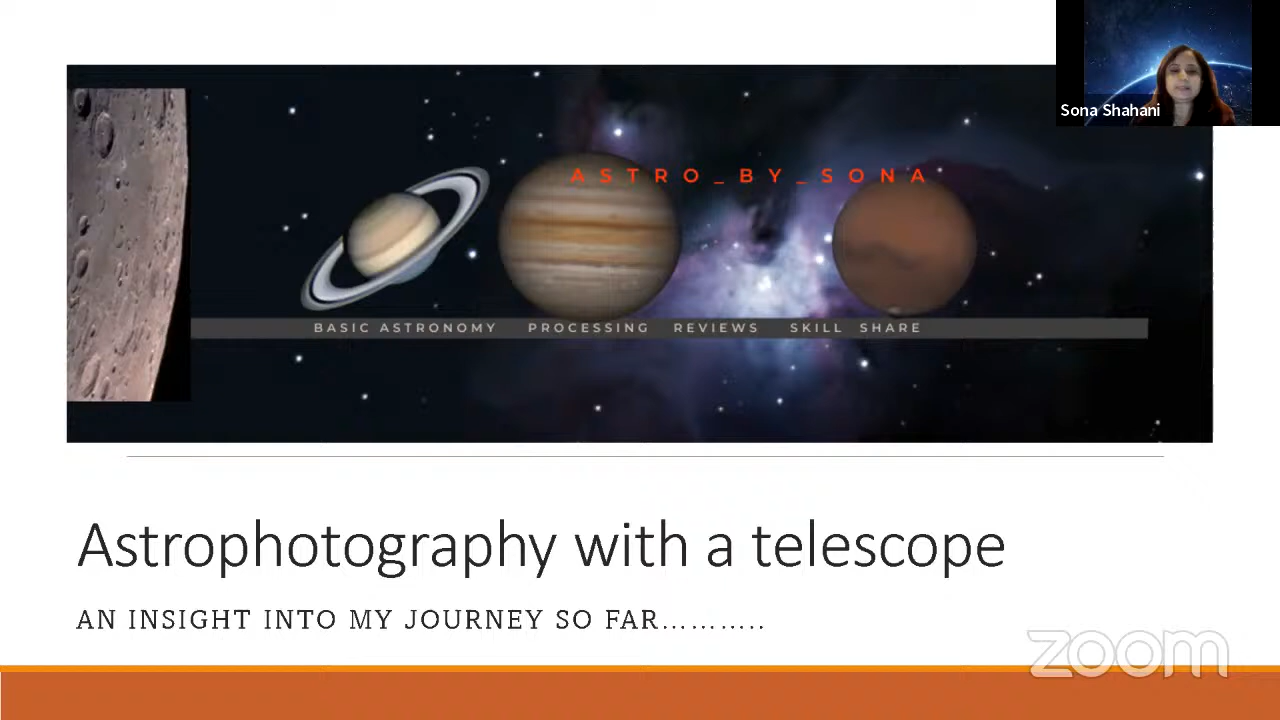 Sona Shahani
ASTRO_BY_SONA
BASIC ASTRONOMY PROCESSING REVIEWS SKILL SHARE
Astrophotography with a telescope
AN INSIGHT INTO MY JOURNEY SO FAR………..
zoom